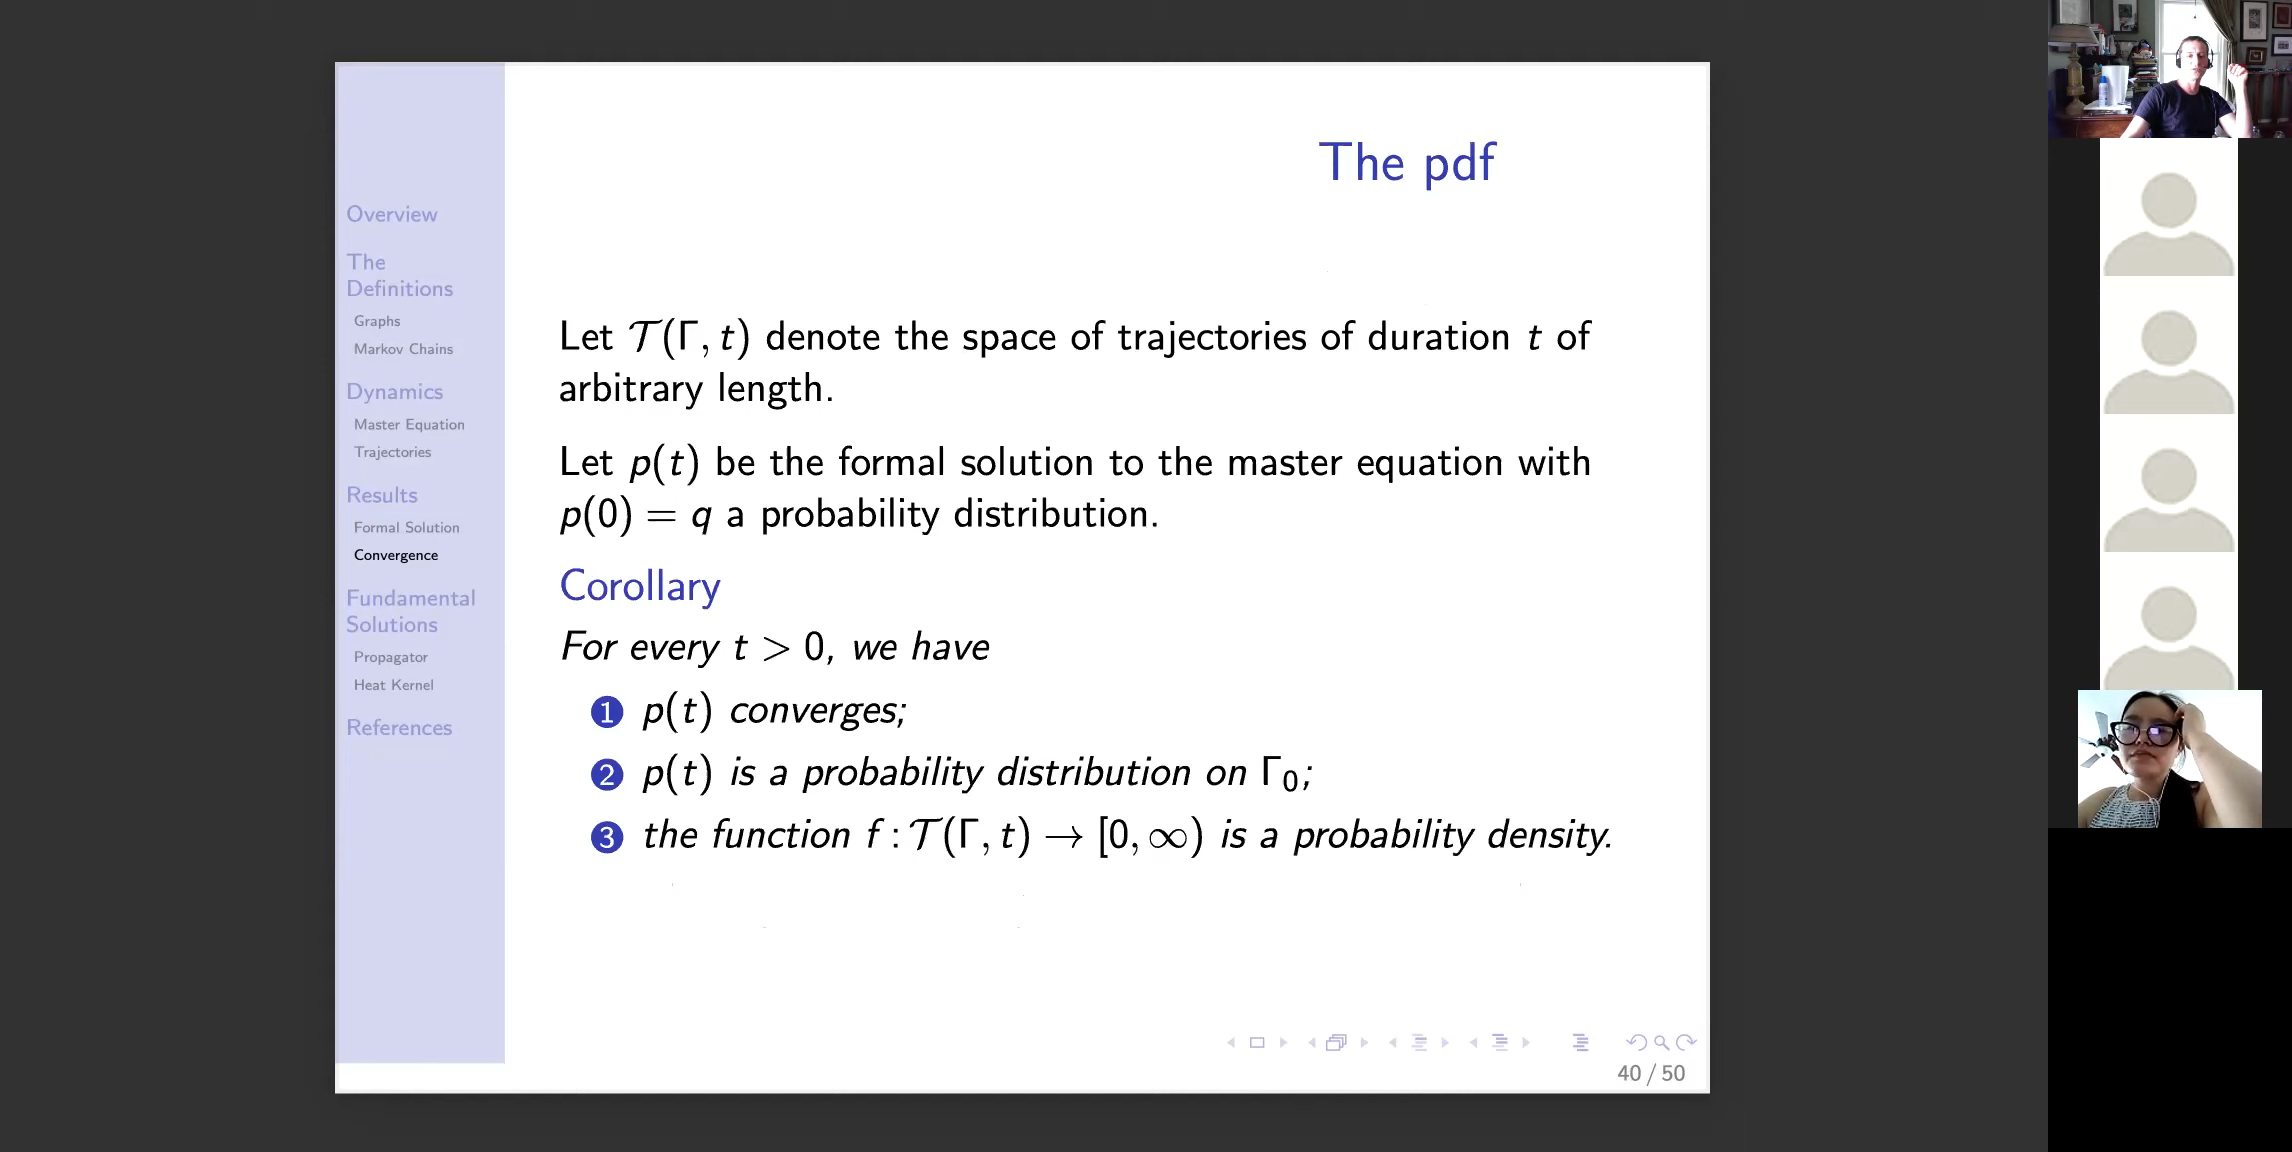 The pdf
Overview
The
Definitions
Graphs
Markov Chains
Dynamics
Master Equation
Trajectories
Results
Formal Solution
Convergence
Fundamental
Solutions
Propagator
Heat Kernel
References
Let 𝒯(Γ, t) denote the space of trajectories of duration t of
arbitrary length.
Let p(t) be the formal solution to the master equation with
p(0) = q a probability distribution.
Corollary
For every t > 0, we have
1 p(t) converges;
2 p(t) is a probability distribution on Γ₀;
3 the function f : 𝒯(Γ, t) → [0, ∞) is a probability density.
40 / 50